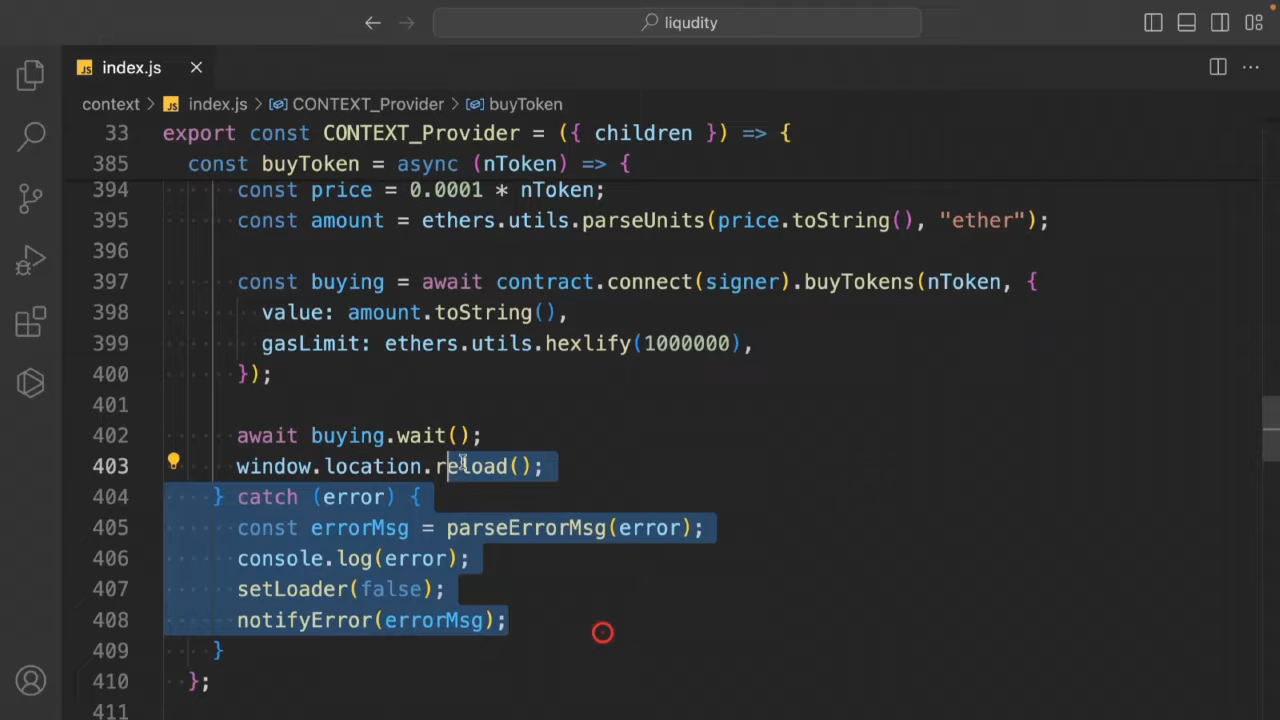 liqudity
JS index.js
context > JS index.js > CONTEXT_Provider > buyToken
33 export const CONTEXT_Provider = ({ children }) => {
385 const buyToken = async (nToken) => {
394 const price = 0.0001 * nToken;
395 const amount = ethers.utils.parseUnits(price.toString(), "ether");
396
397 const buying = await contract.connect(signer).buyTokens(nToken, {
398 value: amount.toString(),
399 gasLimit: ethers.utils.hexlify(1000000),
400 });
401
402 await buying.wait();
403 window.location.reload();
404 } catch (error) {
405 const errorMsg = parseErrorMsg(error);
406 console.log(error);
407 setLoader(false);
408 notifyError(errorMsg);
409 }
410 };
411